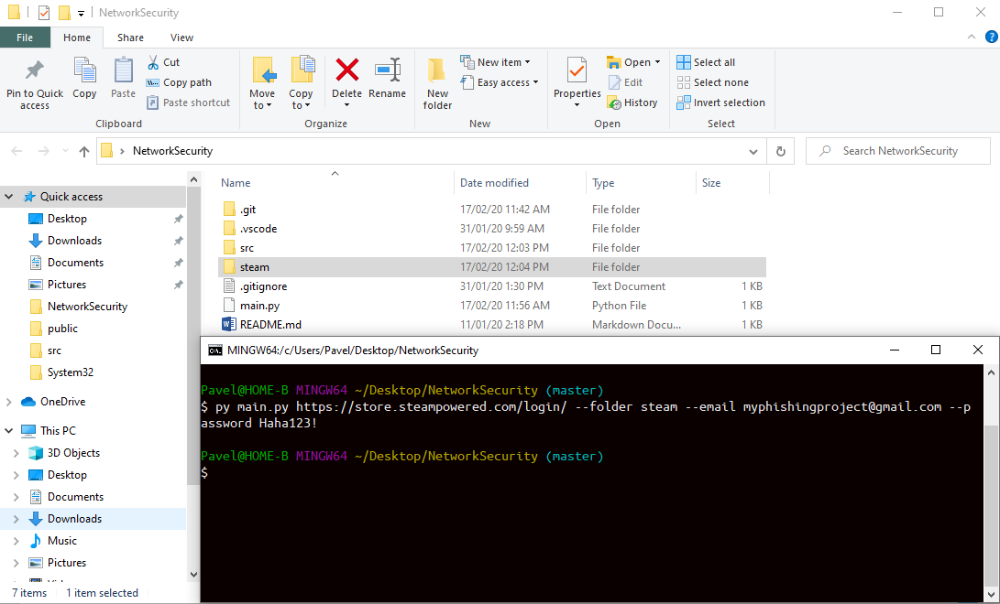 NetworkSecurity
File Home Share View
Pin to Quick access
Copy
Paste
Cut
Copy path
Paste shortcut
Clipboard
Move to
Copy to
Delete
Rename
Organize
New folder
New item
Easy access
New
Properties
Open
Edit
History
Open
Select all
Select none
Invert selection
Select
NetworkSecurity
Search NetworkSecurity
Quick access
Desktop
Downloads
Documents
Pictures
NetworkSecurity
public
src
System32
OneDrive
This PC
3D Objects
Desktop
Documents
Downloads
Music
Pictures
7 items 1 item selected
Name Date modified Type Size
.git 17/02/20 11:42 AM File folder
.vscode 31/01/20 9:59 AM File folder
src 17/02/20 12:03 PM File folder
steam 17/02/20 12:04 PM File folder
.gitignore 31/01/20 1:30 PM Text Document 1 KB
main.py 17/02/20 11:56 AM Python File 1 KB
README.md 11/01/20 2:18 PM Markdown Docu... 1 KB
MINGW64:/c/Users/Pavel/Desktop/NetworkSecurity
Pavel@HOME-B MINGW64 ~/Desktop/NetworkSecurity (master)
$ py main.py https://store.steampowered.com/login/ --folder steam --email myphishingproject@gmail.com --p
assword Haha123!
Pavel@HOME-B MINGW64 ~/Desktop/NetworkSecurity (master)
$